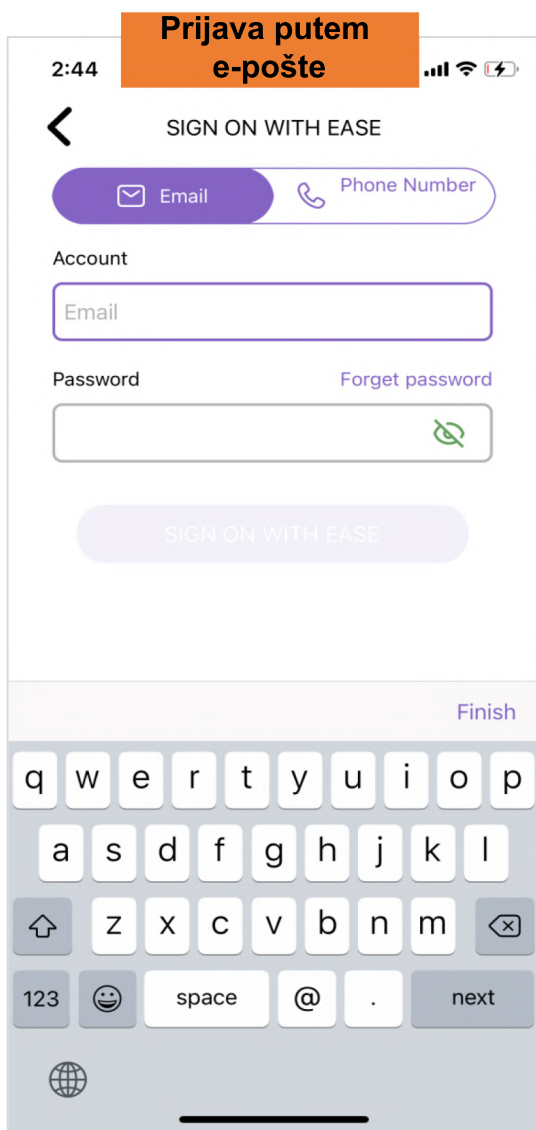 Prijava putem
e-pošte
2:44
SIGN ON WITH EASE
Email
Phone Number
Account
Email
Password
Forget password
SIGN ON WITH EASE
Finish
q w e r t y u i o p
a s d f g h j k l
z x c v b n m
123 space @ . next